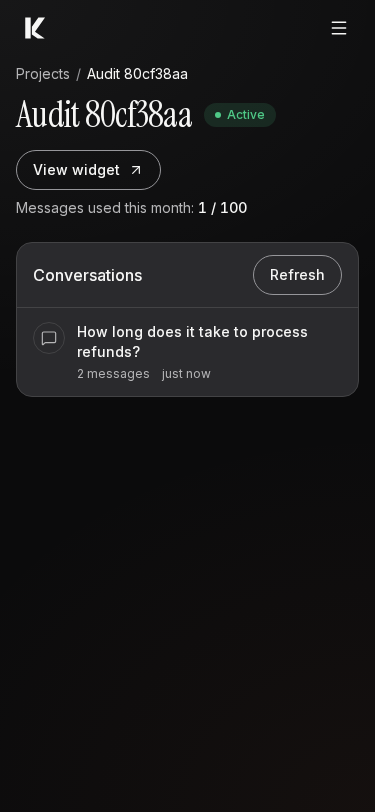 K
Projects / Audit 80cf38aa
Audit 80cf38aa
Active
View widget
Messages used this month: 1 / 100
Conversations
Refresh
How long does it take to process
refunds?
2 messages just now